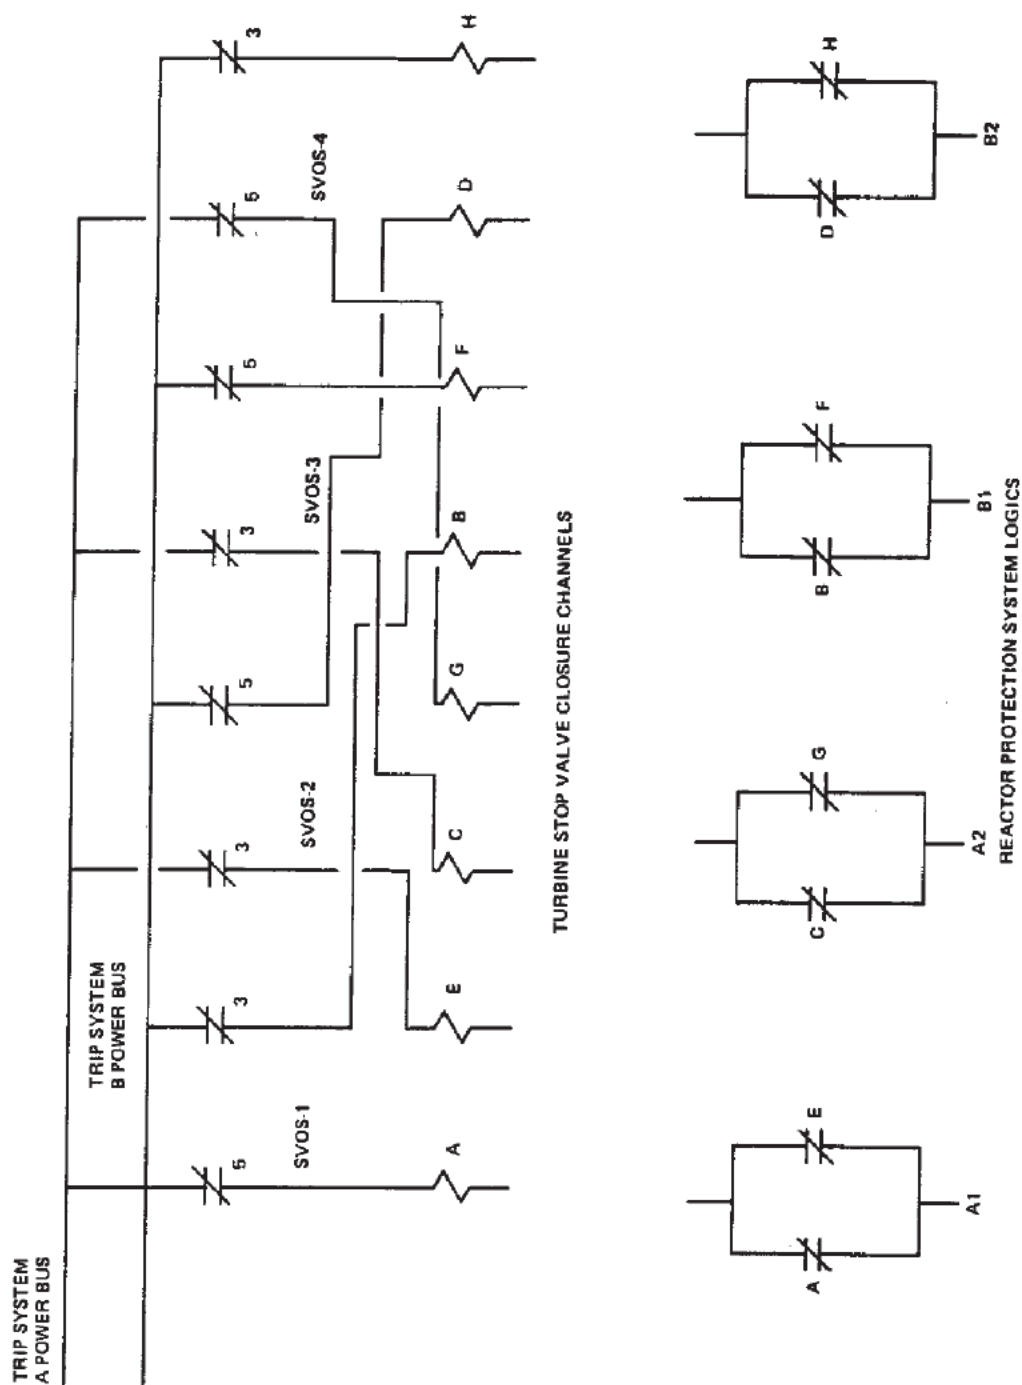 TRIP SYSTEM
A POWER BUS
TRIP SYSTEM
B POWER BUS
5
3
3
5
3
5
5
3
SVOS-1
SVOS-2
SVOS-3
SVOS-4
A
E
C
G
B
F
D
H
TURBINE STOP VALVE CLOSURE CHANNELS
A
E
C
G
B
F
D
H
A1
A2
B1
B2
REACTOR PROTECTION SYSTEM LOGICS